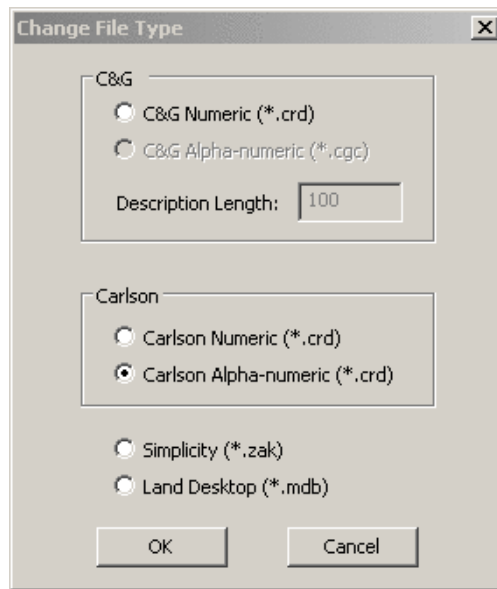 Change File Type
C&G
C&G Numeric (*.crd)
C&G Alpha-numeric (*.cgc)
Description Length: 100
Carlson
Carlson Numeric (*.crd)
Carlson Alpha-numeric (*.crd)
Simplicity (*.zak)
Land Desktop (*.mdb)
OK Cancel